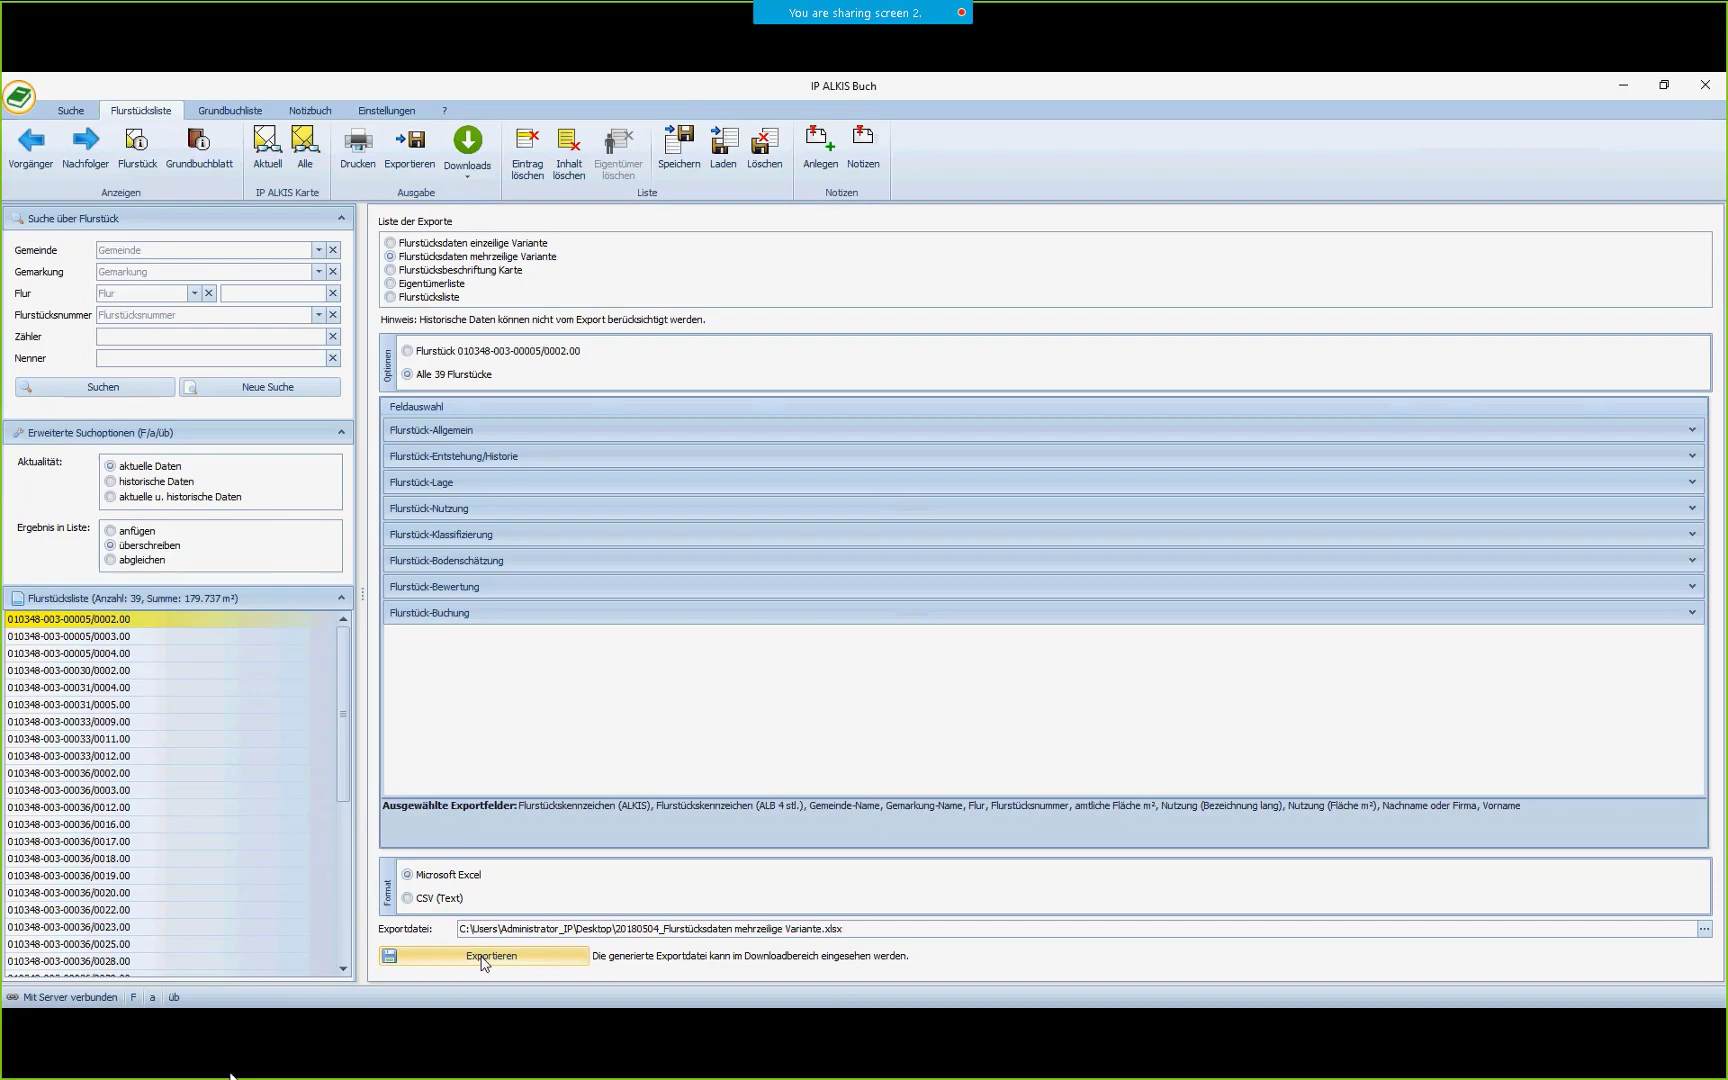 You are sharing screen 2.
IP ALKIS Buch
Suche Flurstücksliste Grundbuchliste Notizbuch Einstellungen ?
Vorgänger Nachfolger Flurstück Grundbuchblatt Aktuell Alle Drucken Exportieren Downloads Eintrag löschen Inhalt löschen Eigentümer löschen Speichern Laden Löschen Anlegen Notizen
Anzeigen IP ALKIS Karte Ausgabe Liste Notizen
Suche über Flurstück
Gemeinde Gemeinde
Gemarkung Gemarkung
Flur Flur
Flurstücksnummer Flurstücksnummer
Zähler
Nenner
Suchen Neue Suche
Erweiterte Suchoptionen (F/a/üb)
Aktualität: aktuelle Daten
historische Daten
aktuelle u. historische Daten
Ergebnis in Liste: anfügen
überschreiben
abgleichen
Flurstücksliste (Anzahl: 39, Summe: 179.737 m²)
010348-003-00005/0002.00
010348-003-00005/0003.00
010348-003-00005/0004.00
010348-003-00030/0002.00
010348-003-00031/0004.00
010348-003-00031/0005.00
010348-003-00033/0009.00
010348-003-00033/0011.00
010348-003-00033/0012.00
010348-003-00036/0002.00
010348-003-00036/0003.00
010348-003-00036/0012.00
010348-003-00036/0016.00
010348-003-00036/0017.00
010348-003-00036/0018.00
010348-003-00036/0019.00
010348-003-00036/0020.00
010348-003-00036/0022.00
010348-003-00036/0023.00
010348-003-00036/0025.00
010348-003-00036/0028.00
Liste der Exporte
Flurstücksdaten einzeilige Variante
Flurstücksdaten mehrzeilige Variante
Flurstücksbeschriftung Karte
Eigentümerliste
Flurstücksliste
Hinweis: Historische Daten können nicht vom Export berücksichtigt werden.
Optionen
Flurstück 010348-003-00005/0002.00
Alle 39 Flurstücke
Feldauswahl
Flurstück-Allgemein
Flurstück-Entstehung/Historie
Flurstück-Lage
Flurstück-Nutzung
Flurstück-Klassifizierung
Flurstück-Bodenschätzung
Flurstück-Bewertung
Flurstück-Buchung
Ausgewählte Exportfelder: Flurstückskennzeichen (ALKIS), Flurstückskennzeichen (ALB 4 stl.), Gemeinde-Name, Gemarkung-Name, Flur, Flurstücksnummer, amtliche Fläche m², Nutzung (Bezeichnung lang), Nutzung (Fläche m²), Nachname oder Firma, Vorname
Format
Microsoft Excel
CSV (Text)
Exportdatei: C:\Users\Administrator_IP\Desktop\20180504_Flurstücksdaten mehrzeilige Variante.xlsx
Exportieren Die generierte Exportdatei kann im Downloadbereich eingesehen werden.
Mit Server verbunden F a üb